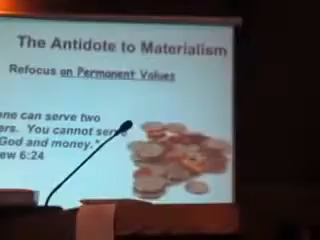 The Antidote to Materialism
Refocus on Permanent Values
one can serve two
ers. You cannot serve
God and money."
ew 6:24